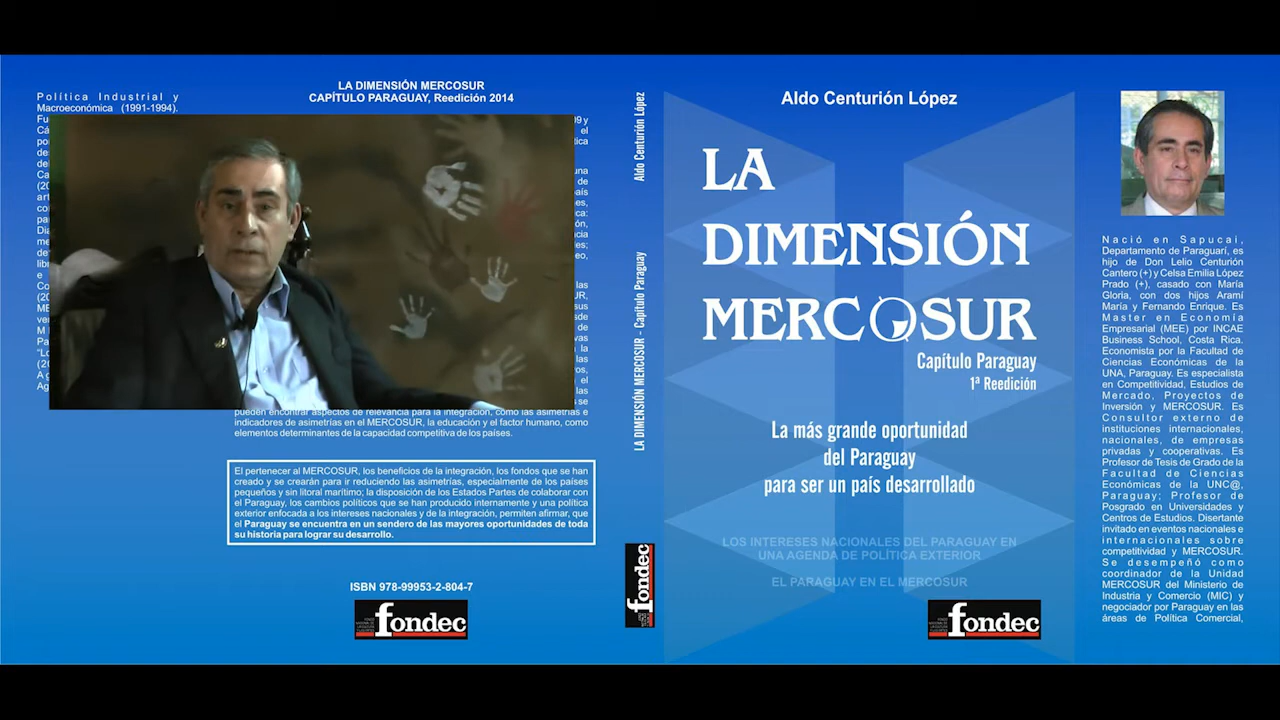 Política Industrial y
Macroeconómica (1991-1994).
LA DIMENSIÓN MERCOSUR
CAPÍTULO PARAGUAY, Reedición 2014
pueden encontrar aspectos de relevancia para la integración, como las asimetrías e
indicadores de asimetrías en el MERCOSUR, la educación y el factor humano, como
elementos determinantes de la capacidad competitiva de los países.
El pertenecer al MERCOSUR, los beneficios de la integración, los fondos que se han
creado y se crearán para ir reduciendo las asimetrías, especialmente de los países
pequeños y sin litoral marítimo; la disposición de los Estados Partes de colaborar con
el Paraguay, los cambios políticos que se han producido internamente y una política
exterior enfocada a los intereses nacionales y de la integración, permiten afirmar, que
el Paraguay se encuentra en un sendero de las mayores oportunidades de toda
su historia para lograr su desarrollo.
ISBN 978-99953-2-804-7
fondec
Aldo Centurión López
LA DIMENSIÓN MERCOSUR - Capítulo Paraguay
fondec
Aldo Centurión López
LA
DIMENSIÓN
MERCOSUR
Capítulo Paraguay
1ª Reedición
La más grande oportunidad
del Paraguay
para ser un país desarrollado
LOS INTERESES NACIONALES DEL PARAGUAY EN
UNA AGENDA DE POLÍTICA EXTERIOR
EL PARAGUAY EN EL MERCOSUR
fondec
Nació en Sapucai,
Departamento de Paraguarí, es
hijo de Don Lelio Centurión
Cantero (+) y Celsa Emilia López
Prado (+), casado con María
Gloria, con dos hijos Aramí
María y Fernando Enrique. Es
Master en Economía
Empresarial (MEE) por INCAE
Business School, Costa Rica.
Economista por la Facultad de
Ciencias Económicas de la
UNA, Paraguay. Es especialista
en Competitividad, Estudios de
Mercado, Proyectos de
Inversión y MERCOSUR. Es
Consultor externo de
instituciones internacionales,
nacionales, de empresas
privadas y cooperativas. Es
Profesor de Tesis de Grado de la
Facultad de Ciencias
Económicas de la UNC@,
Paraguay; Profesor de
Posgrado en Universidades y
Centros de Estudios. Disertante
invitado en eventos nacionales e
internacionales sobre
competitividad y MERCOSUR.
Se desempeñó como
coordinador de la Unidad
MERCOSUR del Ministerio de
Industria y Comercio (MIC) y
negociador por Paraguay en las
áreas de Política Comercial,